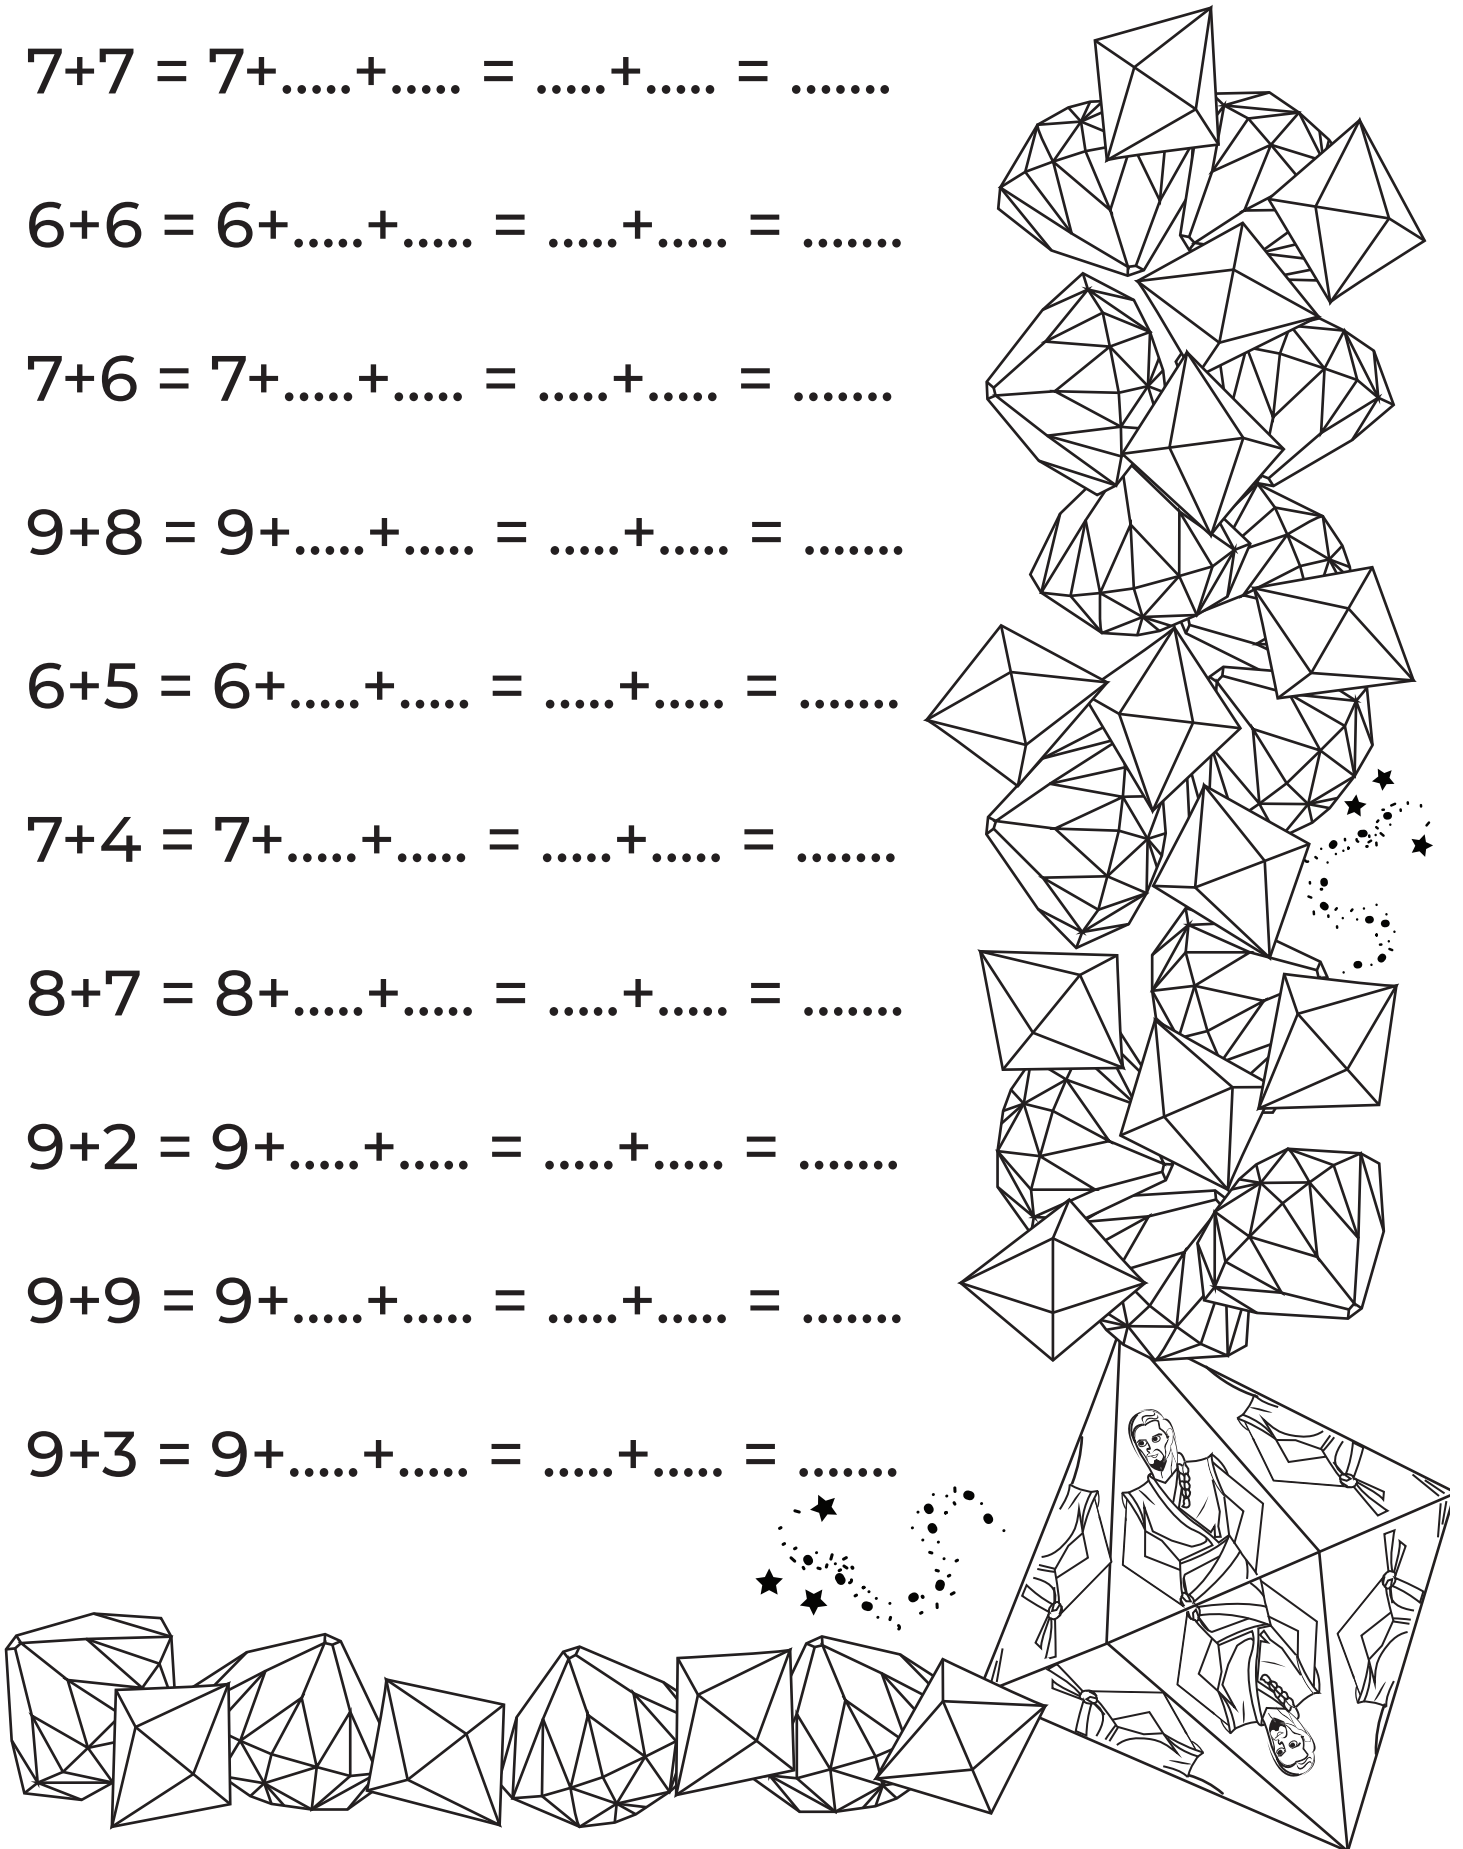 7+7 = 7+.....+..... = .....+..... = .......
6+6 = 6+.....+..... = .....+..... = .......
7+6 = 7+.....+..... = .....+..... = .......
9+8 = 9+.....+..... = .....+..... = .......
6+5 = 6+.....+..... = .....+..... = .......
7+4 = 7+.....+..... = .....+..... = .......
8+7 = 8+.....+..... = .....+..... = .......
9+2 = 9+.....+..... = .....+..... = .......
9+9 = 9+.....+..... = .....+..... = .......
9+3 = 9+.....+..... = .....+..... = .......